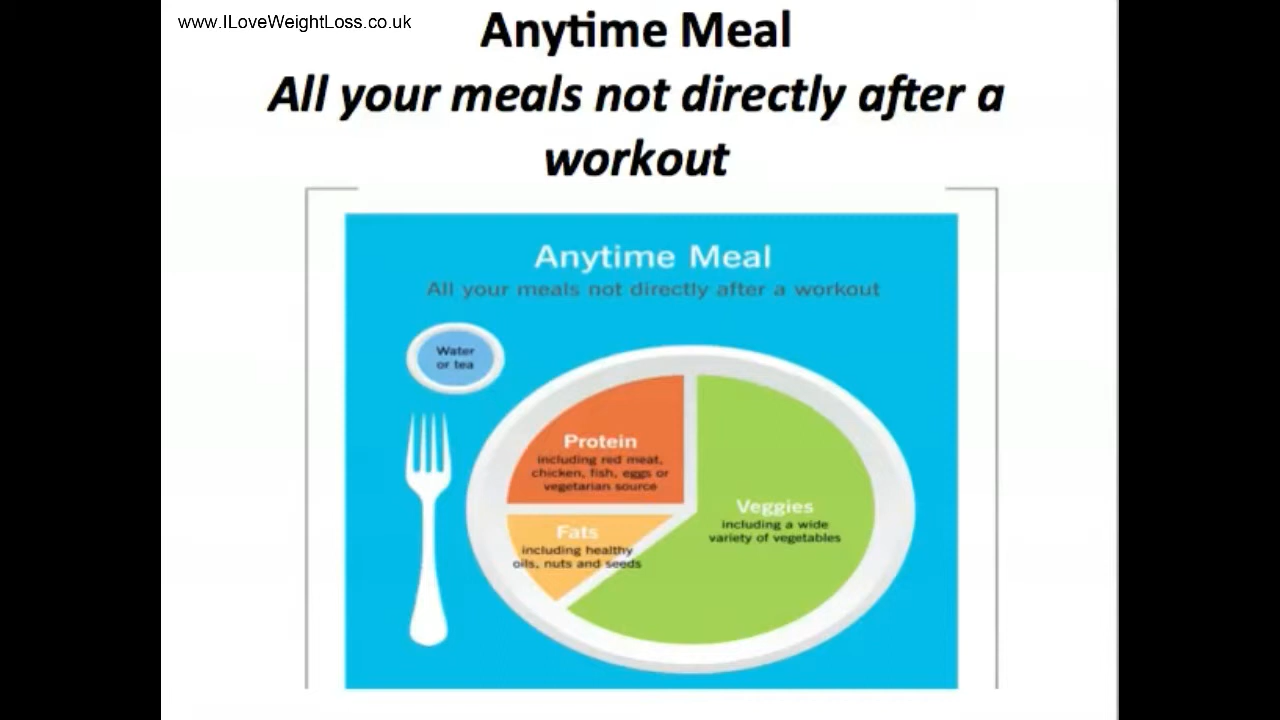 www.ILoveWeightLoss.co.uk
Anytime Meal
All your meals not directly after a
workout
Anytime Meal
All your meals not directly after a workout
Water
or tea
Protein
including red meat,
chicken, fish, eggs or
vegetarian source
Fats
including healthy
oils, nuts and seeds
Veggies
including a wide
variety of vegetables